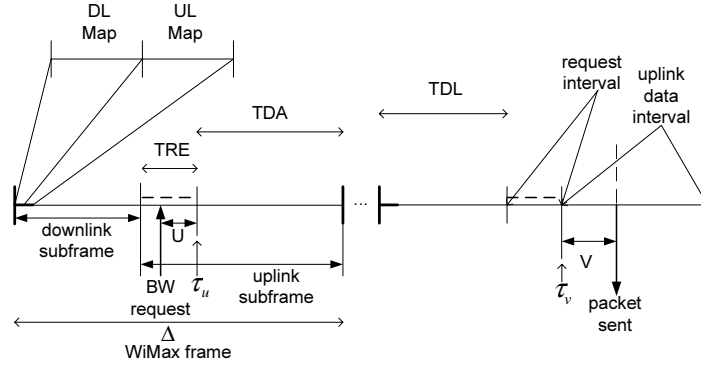 DL
Map
UL
Map
TDA
TRE
TDL
request
interval
uplink
data
interval
...
downlink
subframe
U
BW
request
τu
uplink
subframe
V
τv
packet
sent
Δ
WiMax frame